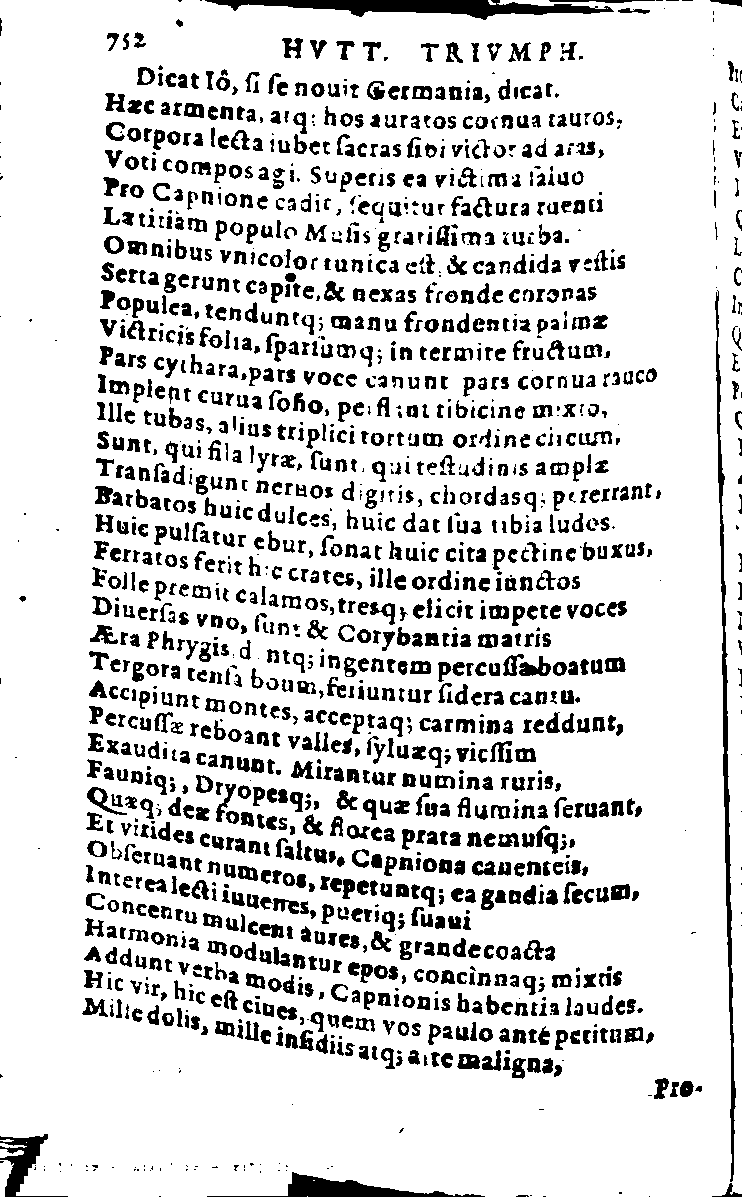 752 HVTT. TRIVMPH.
Dicat Iô, ſi ſe nouit Germania, dicat.
Hæc armenta, atq; hos auratos cornua tauros,
Corpora lecta iubet ſacras ſibi victor ad aras,
Voti compos agi. Superis ea victima ſaluo
Pro Capnione cadit, ſequitur factura tuenti
Lætitiam populo Muſis gratiſſima turba.
Omnibus vnicolor tunica eſt, & candida veſtis
Serta gerunt capite, & nexas fronde coronas
Populea, tenduntq; manu frondentia palmæ
Victricis folia, ſparſumq; in termite fructum,
Pars cythara, pars voce canunt pars cornua rauco
Implent curua ſono, perflant tibicine mixto,
Ille tubas, alius triplici tortum ordine circum,
Sunt, qui fila lyræ, ſunt, qui teſtudinis amplæ
Tranſadigunt neruos digitis, chordasq; pererrant,
Barbatos huic dulces, huic dat ſua tibia ludos.
Huic pulſatur ebur, ſonat huic cita pectine buxus,
Ferratos ferit hic crates, ille ordine iunctos
Folle premit calamos, tresq; elicit impete voces
Diuerſas vno, ſunt & Corybantia matris
Æra Phrygis, ingentem percuſſa boatum
Tergora tenſa boum, feriuntur ſidera cantu.
Accipiunt montes, acceptaq; carmina reddunt,
Percuſſæ reboant valles, ſyluæq; viciſſim
Exaudita canunt. Mirantur numina ruris,
Fauniq;, Dryopesq;, & quæ ſua flumina ſeruant,
Quæq; deæ fontes, & florea prata nemuſq;,
Et virides curant ſaltus, Capniona canenteis,
Obſeruant numeros, repetuntq; ea gaudia ſecum,
Interea lecti iuuenes, pueriq; ſuaui
Concentu mulcent aures, & grande coacta
Harmonia modulantur epos, concinnaq; mixtis
Addunt verba modis, Capnionis habentia laudes.
Hic vir, hic eſt ciues, quem vos paulo antè petitum,
Mille dolis, mille inſidiis atq; arte maligna,
Pro-